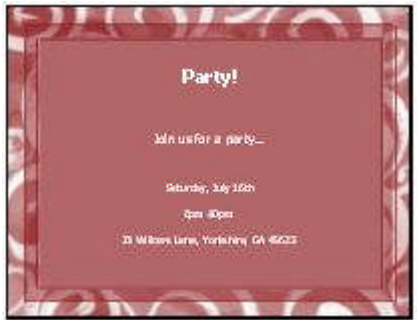 Party!
Join us for a party...
Saturday, July 16th
Willows Lane, Yorkshire, GA